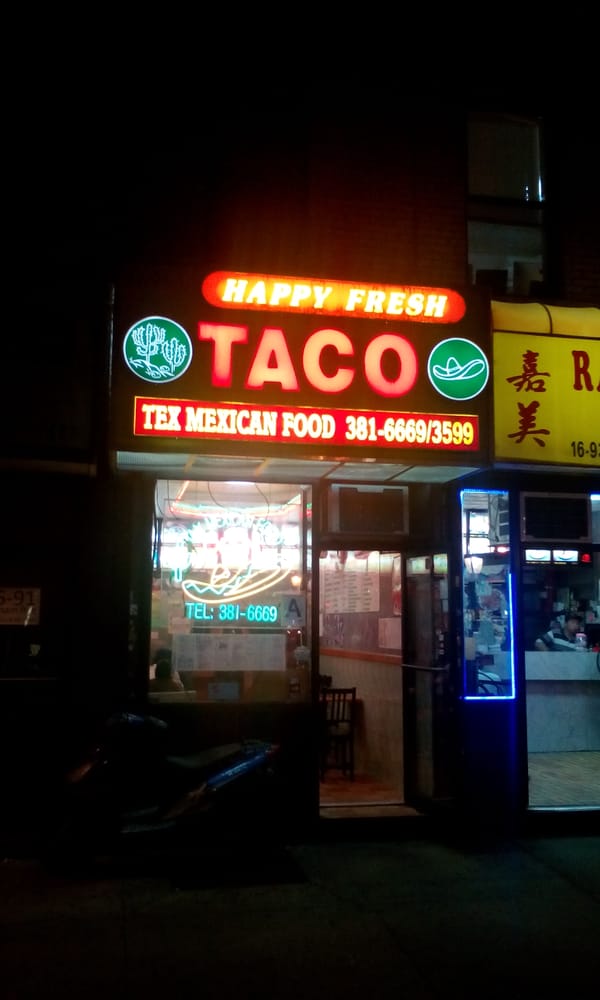 HAPPY FRESH
TACO
TEX MEXICAN FOOD 381-6669/3599
TEL: 381-6669
A
嘉美
R
16-9